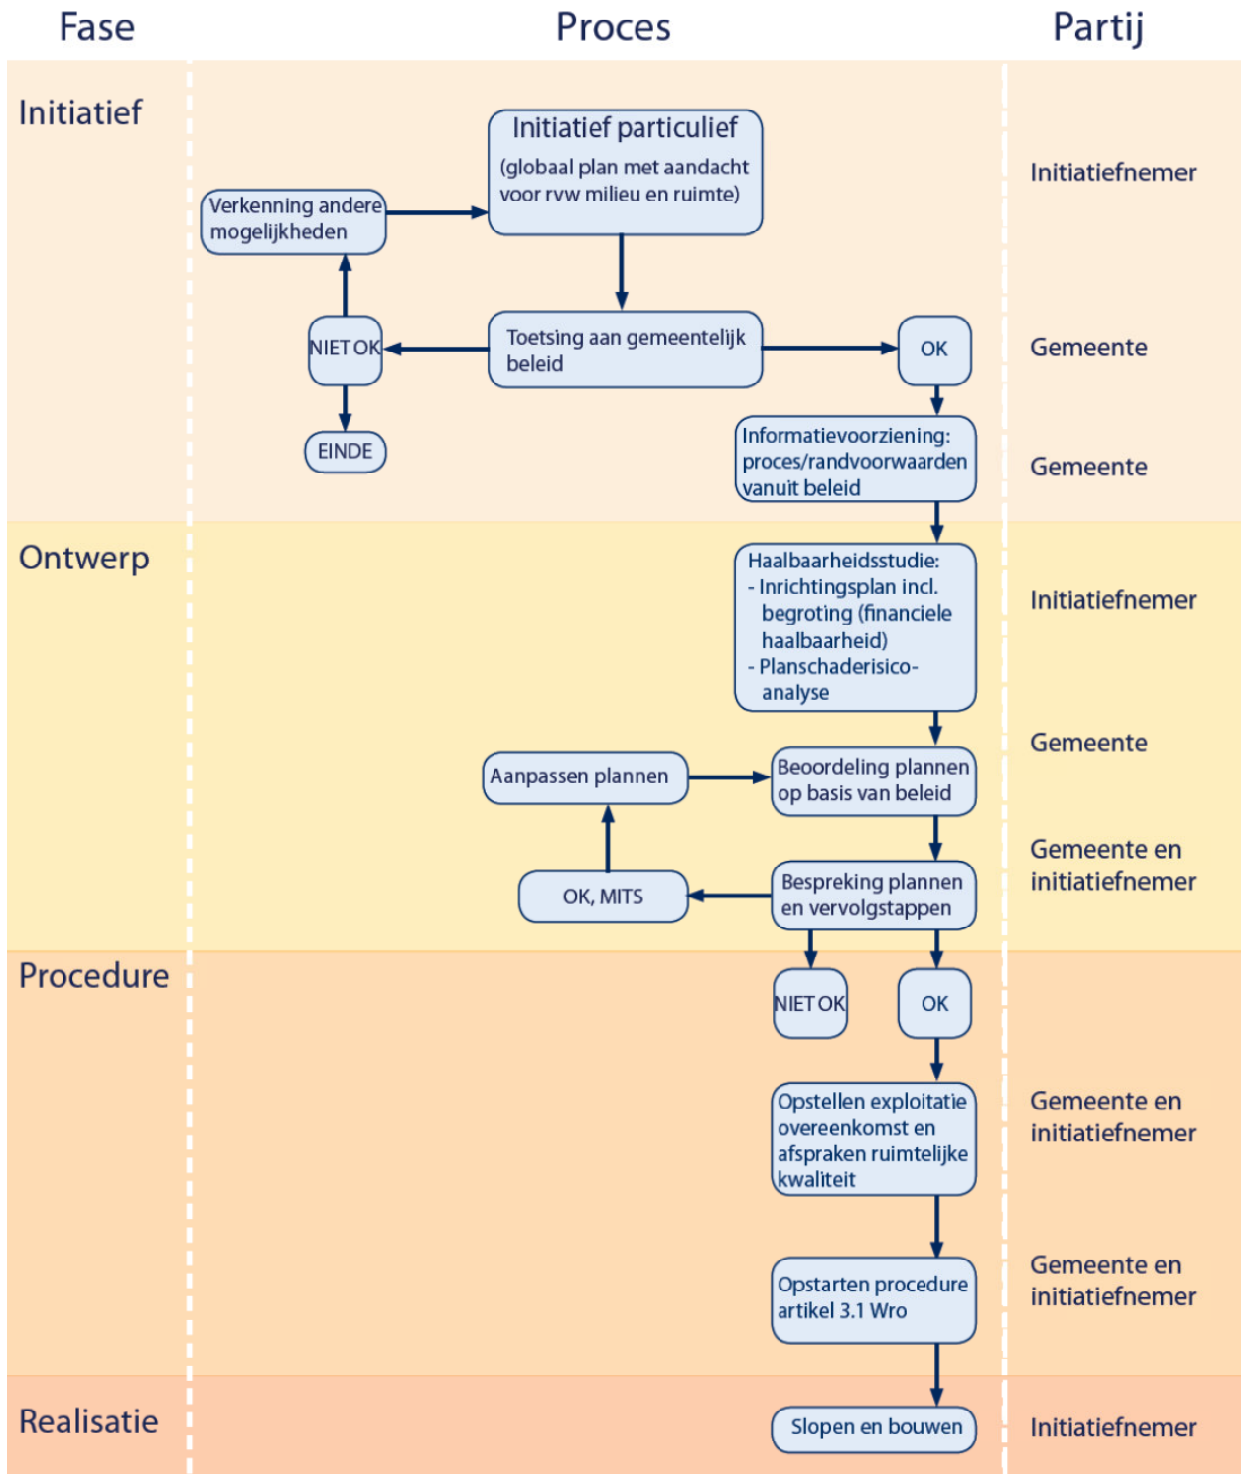 Fase
Proces
Partij
Initiatief
Initiatief particulief
(globaal plan met aandacht
voor rvw milieu en ruimte)
Initiatiefnemer
Verkenning andere
mogelijkheden
NIET OK
Toetsing aan gemeentelijk
beleid
OK
Gemeente
EINDE
Informatievoorziening:
proces/randvoorwaarden
vanuit beleid
Gemeente
Ontwerp
Haalbaarheidsstudie:
- Inrichtingsplan incl.
begroting (financiele
haalbaarheid)
- Planschaderisico-
analyse
Initiatiefnemer
Gemeente
Aanpassen plannen
Beoordeling plannen
op basis van beleid
Gemeente en
initiatiefnemer
OK, MITS
Bespreking plannen
en vervolgstappen
Procedure
NIET OK
OK
Opstellen exploitatie
overeenkomst en
afspraken ruimtelijke
kwaliteit
Gemeente en
initiatiefnemer
Opstarten procedure
artikel 3.1 Wro
Gemeente en
initiatiefnemer
Realisatie
Slopen en bouwen
Initiatiefnemer